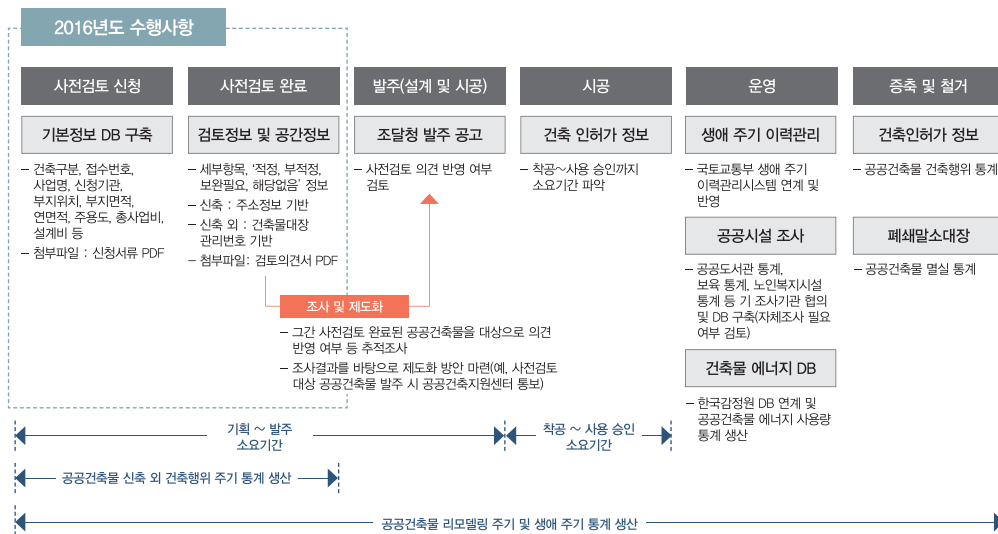 2016년도 수행사항
사전검토 신청
기본정보 DB 구축
– 건축구분, 접수번호,
사업명, 신청기관,
부지위치, 부지면적,
연면적, 주용도, 총사업비,
설계비 등
– 첨부파일 : 신청서류 PDF
사전검토 완료
검토정보 및 공간정보
– 세부항목, ‘적정, 부적정,
보완필요, 해당없음’ 정보
– 신축 : 주소정보 기반
– 신축 외 : 건축물대장
관리번호 기반
– 첨부파일: 검토의견서 PDF
발주(설계 및 시공)
조달청 발주 공고
– 사전검토 의견 반영 여부
검토
조사 및 제도화
– 그간 사전검토 완료된 공공건축물을 대상으로 의견
반영 여부 등 추적조사
– 조사결과를 바탕으로 제도화 방안 마련(예, 사전검토
대상 공공건축물 발주 시 공공건축지원센터 통보)
시공
건축 인허가 정보
– 착공~사용 승인까지
소요기간 파악
운영
생애 주기 이력관리
– 국토교통부 생애 주기
이력관리시스템 연계 및
반영
공공시설 조사
– 공공도서관 통계,
보육 통계, 노인복지시설
통계 등 기 조사기관 협의
및 DB 구축(자체조사 필요
여부 검토)
건축물 에너지 DB
– 한국감정원 DB 연계 및
공공건축물 에너지 사용량
통계 생산
증축 및 철거
건축인허가 정보
– 공공건축물 건축행위 통계
폐쇄말소대장
– 공공건축물 멸실 통계
기획 ~ 발주
소요기간
착공 ~ 사용 승인
소요기간
공공건축물 신축 외 건축행위 주기 통계 생산
공공건축물 리모델링 주기 및 생애 주기 통계 생산